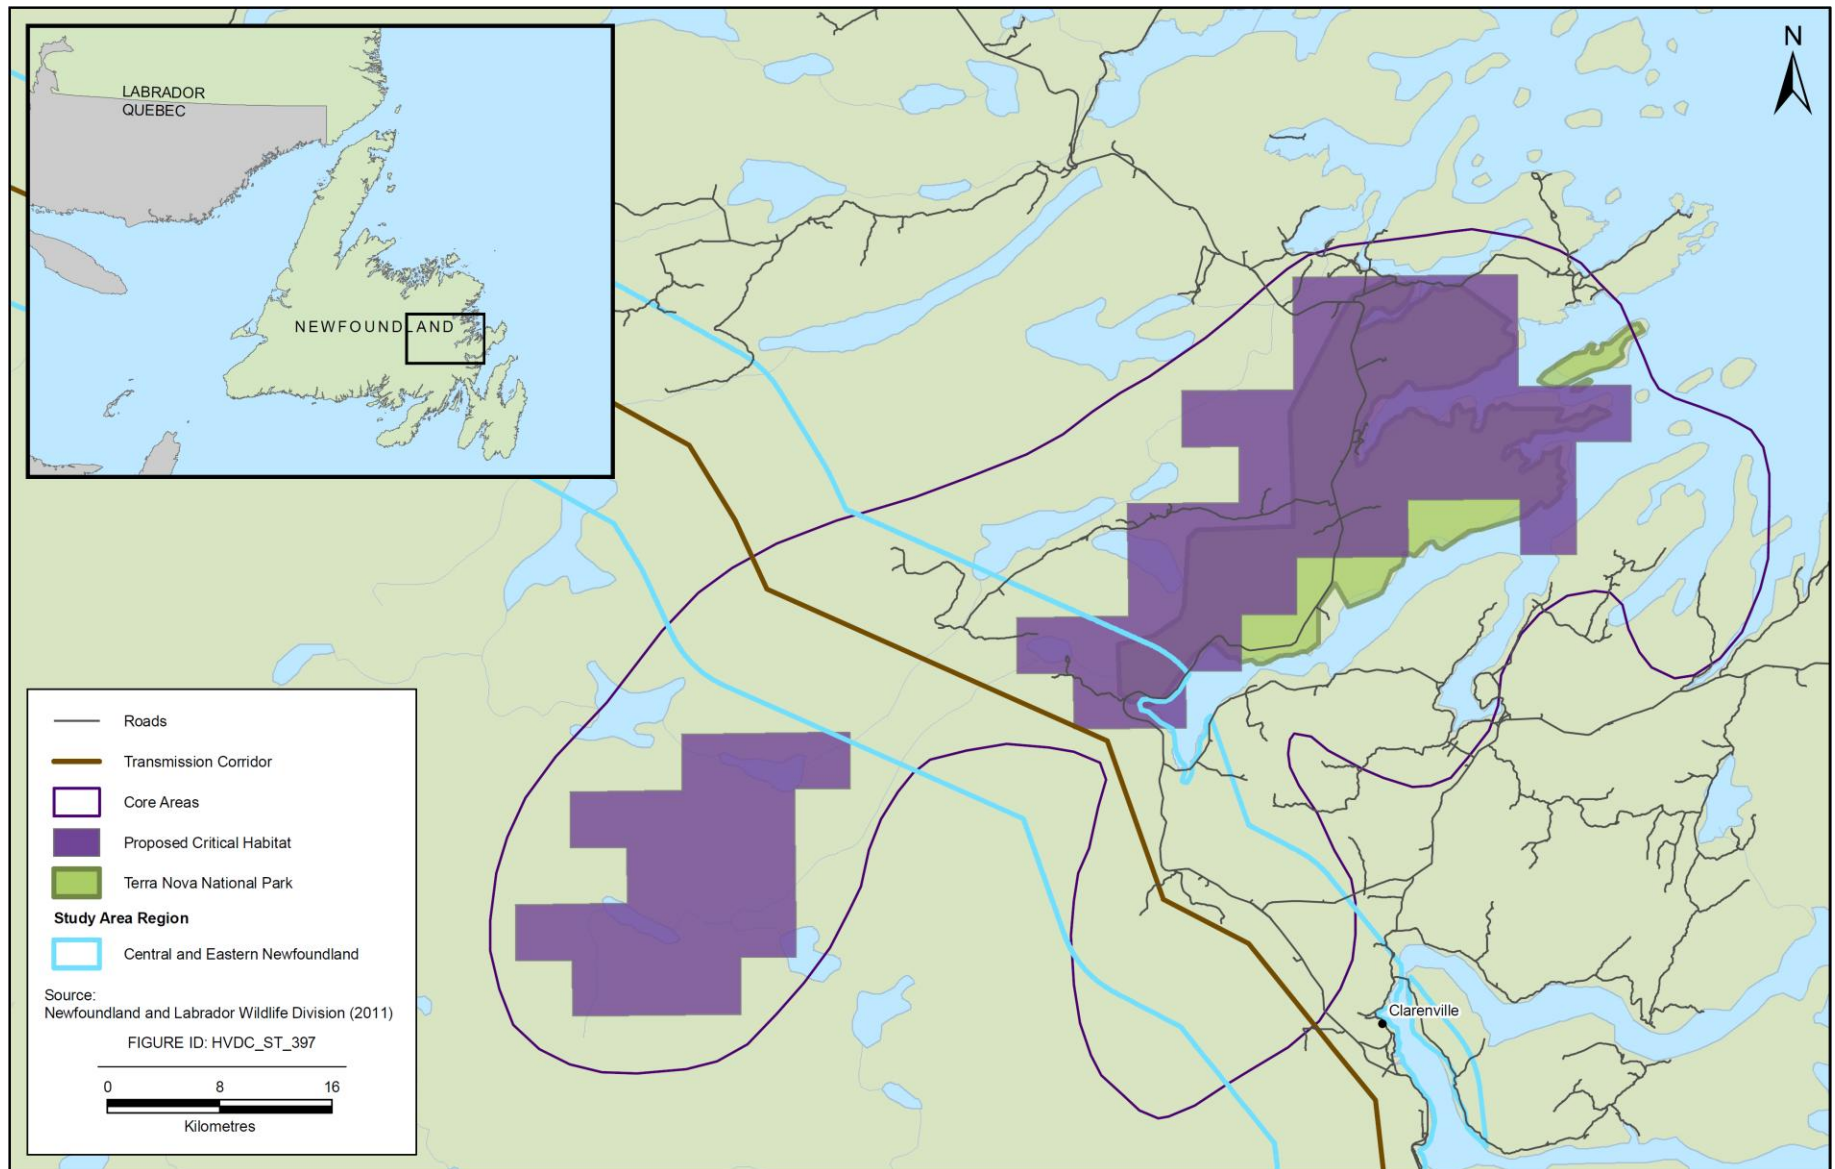 LABRADOR
QUEBEC
NEWFOUNDLAND
N
Roads
Transmission Corridor
Core Areas
Proposed Critical Habitat
Terra Nova National Park
Study Area Region
Central and Eastern Newfoundland
Source:
Newfoundland and Labrador Wildlife Division (2011)
FIGURE ID: HVDC_ST_397
0 8 16
Kilometres
Clarenville